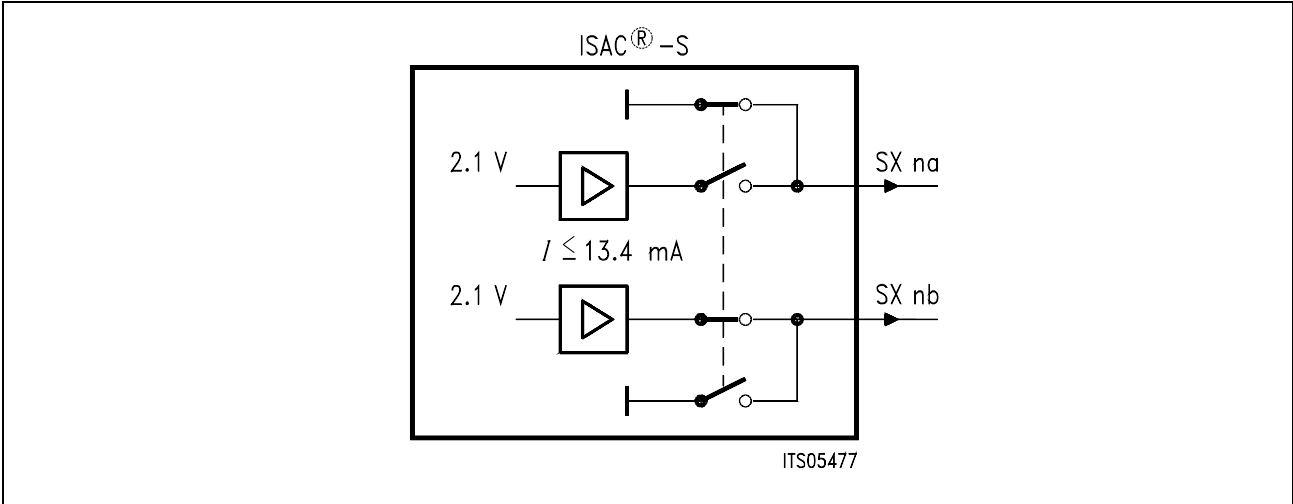 ISAC®-S
2.1 V
SX na
I ≤ 13.4 mA
2.1 V
SX nb
ITS05477